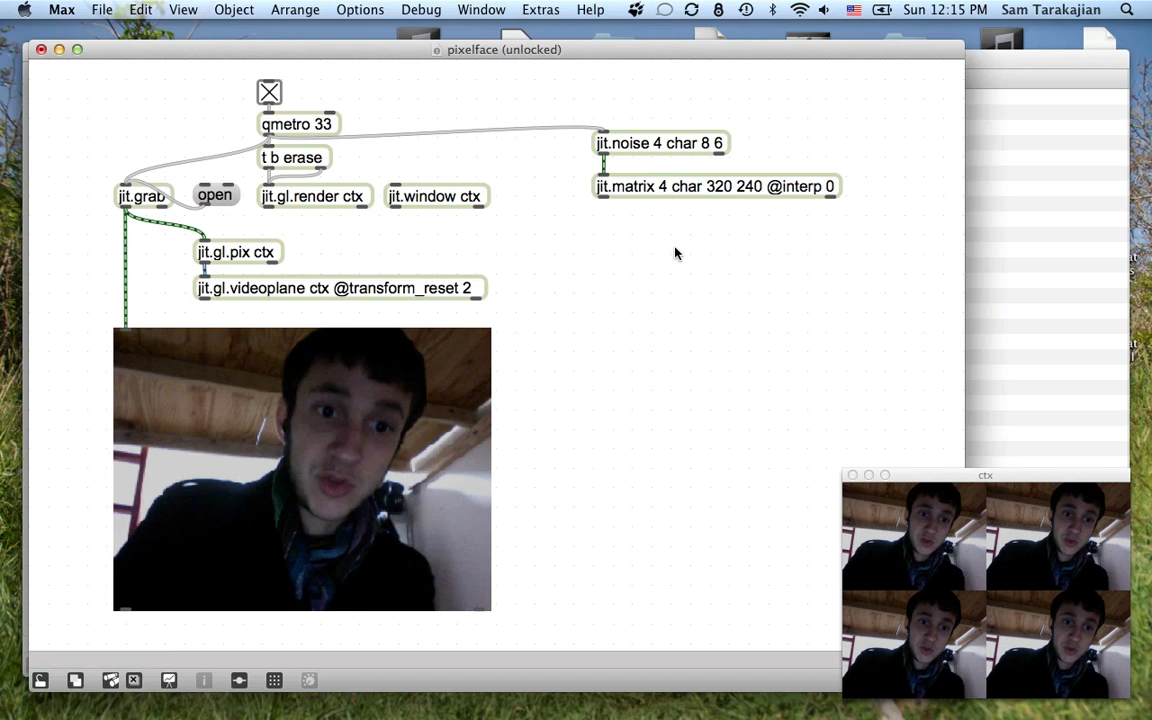 Max File Edit View Object Arrange Options Debug Window Extras Help Sun 12:15 PM Sam Tarakajian
pixelface (unlocked)
qmetro 33
jit.noise 4 char 8 6
t b erase
jit.matrix 4 char 320 240 @interp 0
jit.grab
open
jit.gl.render ctx
jit.window ctx
jit.gl.pix ctx
jit.gl.videoplane ctx @transform_reset 2
ctx